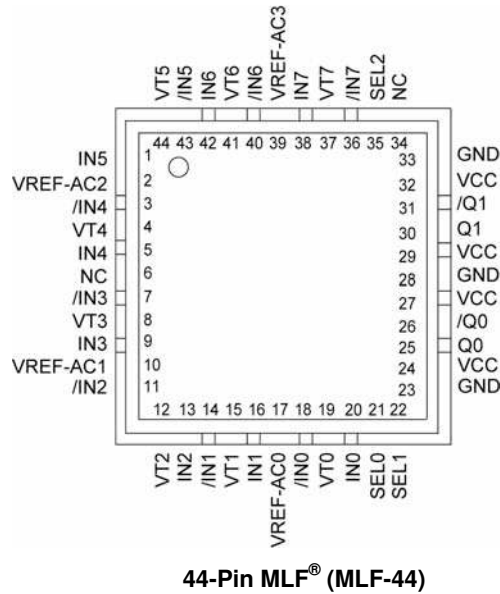 VT5 /IN5 IN6 VT6 /IN6 VREF-AC3 IN7 VT7 /IN7 SEL2 NC
44 43 42 41 40 39 38 37 36 35 34
IN5 1 33 GND
VREF-AC2 2 32 VCC
/IN4 3 31 /Q1
VT4 4 30 Q1
IN4 5 29 VCC
NC 6 28 GND
/IN3 7 27 VCC
VT3 8 26 /Q0
IN3 9 25 Q0
VREF-AC1 10 24 VCC
/IN2 11 23 GND
12 13 14 15 16 17 18 19 20 21 22
VT2 IN2 /IN1 VT1 IN1 VREF-AC0 /IN0 VT0 IN0 SEL0 SEL1
44-Pin MLF® (MLF-44)